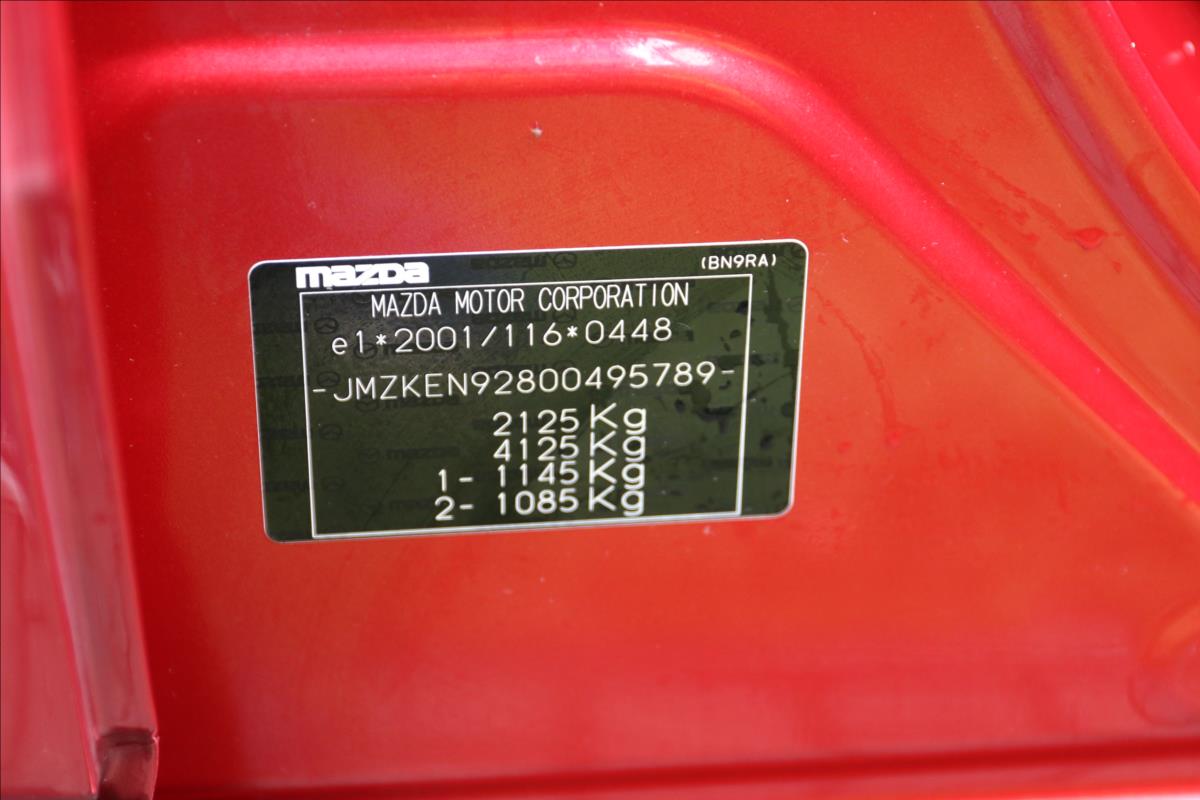 mazda (BN9RA)
MAZDA MOTOR CORPORATION
e1*2001/116*0448
-JMZKEN92800495789-
2125Kg
4125Kg
1- 1145Kg
2- 1085Kg